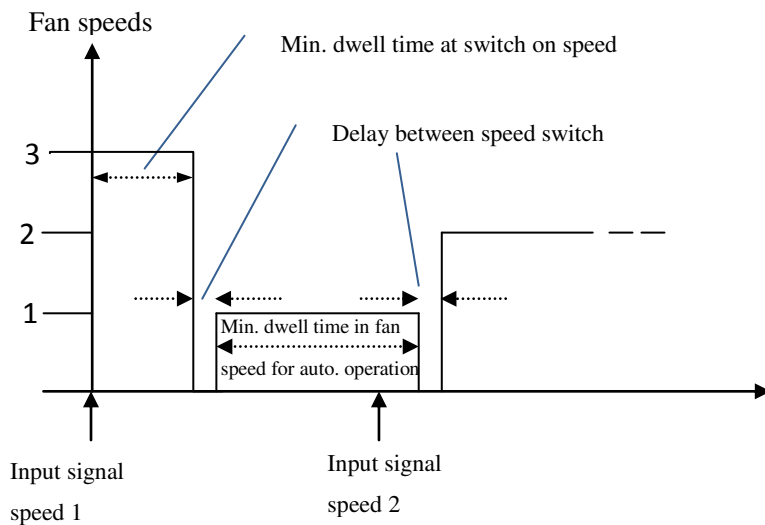 Fan speeds
Min. dwell time at switch on speed
Delay between speed switch
3
2
1
Min. dwell time in fan
speed for auto. operation
Input signal
speed 1
Input signal
speed 2